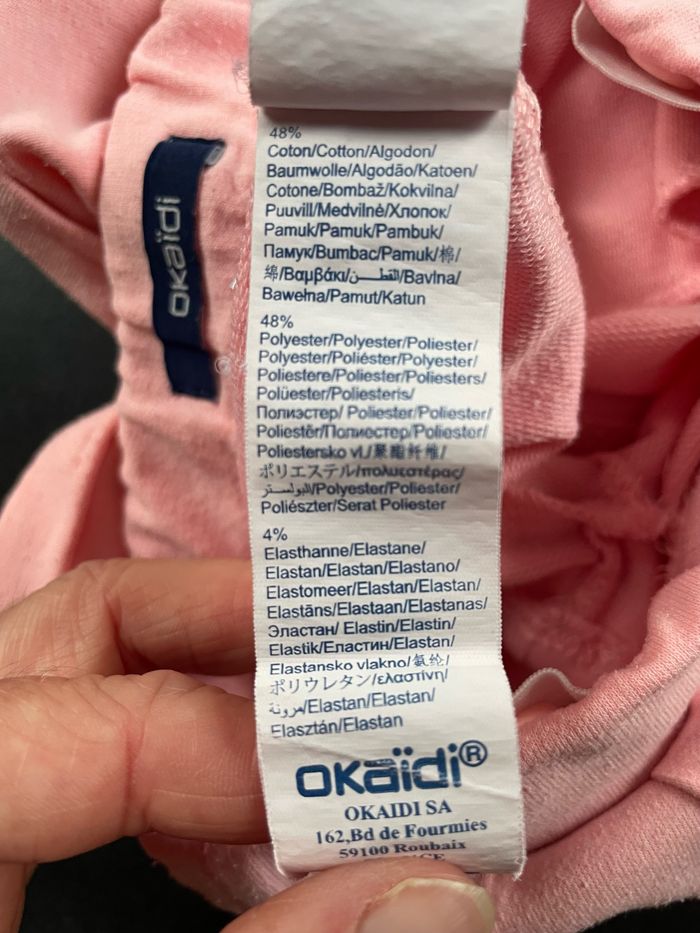 okaïdi
48%
Coton/Cotton/Algodon/
Baumwolle/Algodão/Katoen/
Cotone/Bombaž/Kokvilna/
Puuvill/Medvilnė/Хлопок/
Pamuk/Pamuk/Pambuk/
Памук/Bumbac/Pamuk/棉/
綿/Βαμβάκι/القطن/Bavlna/
Bawełna/Pamut/Katun
48%
Polyester/Polyester/Poliester/
Polyester/Poliéster/Polyester/
Poliestere/Poliester/Poliesters/
Polüester/Poliesteris/
Полиэстер/ Poliester/Poliester/
Poliestër/Полиестер/Poliester/
Poliestersko vl./聚酯纤维/
ポリエステル/πολυεστέρας/
البوليستر/Polyester/Poliester/
Poliészter/Serat Poliester
4%
Elasthanne/Elastane/
Elastan/Elastan/Elastano/
Elastomeer/Elastan/Elastan/
Elastāns/Elastaan/Elastanas/
Эластан/ Elastin/Elastin/
Elastik/Еластин/Elastan/
Elastansko vlakno/氨纶/
ポリウレタン/ελαστίνη/
مرونة/Elastan/Elastan/
Elasztán/Elastan
okaïdi®
OKAIDI SA
162,Bd de Fourmies
59100 Roubaix